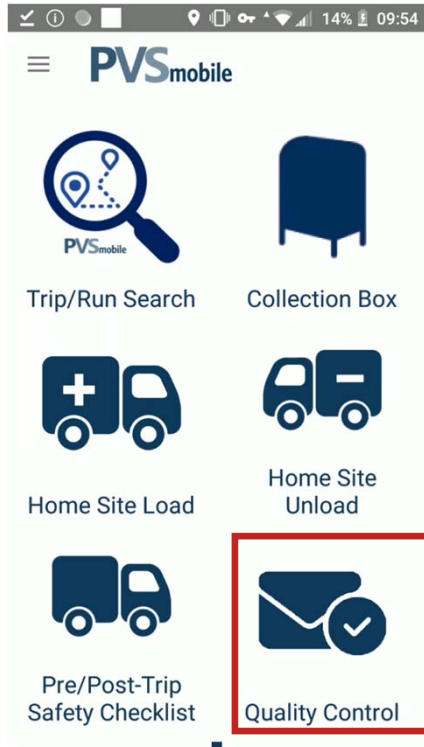 14% 09:54
PVSmobile
PVSmobile
Trip/Run Search
Collection Box
Home Site Load
Home Site
Unload
Pre/Post-Trip
Safety Checklist
Quality Control